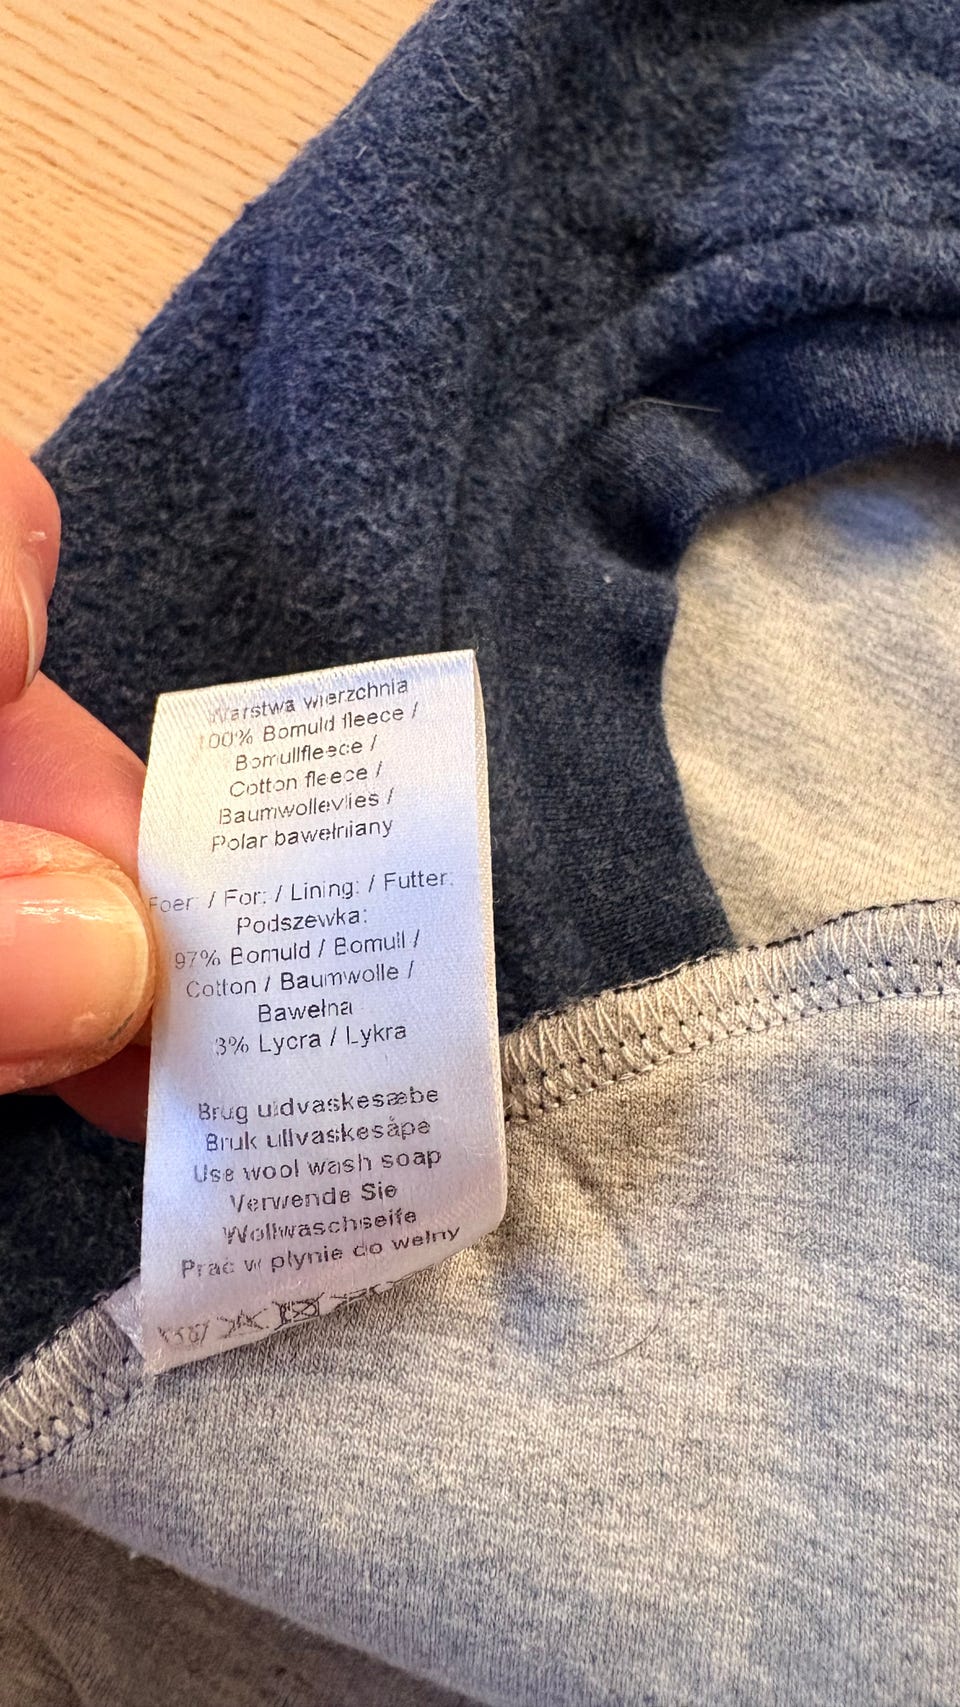 Warstwa wierzchnia
100% Bomuld fleece /
Bomullfleece /
Cotton fleece /
Baumwollevlies /
Polar bawełniany
Foer: / For: / Lining: / Futter:
Podszewka:
97% Bomuld / Bomull /
Cotton / Baumwolle /
Bawełna
3% Lycra / Lykra
Brug uldvaskesæbe
Bruk ullvaskesåpe
Use wool wash soap
Verwende Sie
Wollwaschseife
Prać w płynie do wełny